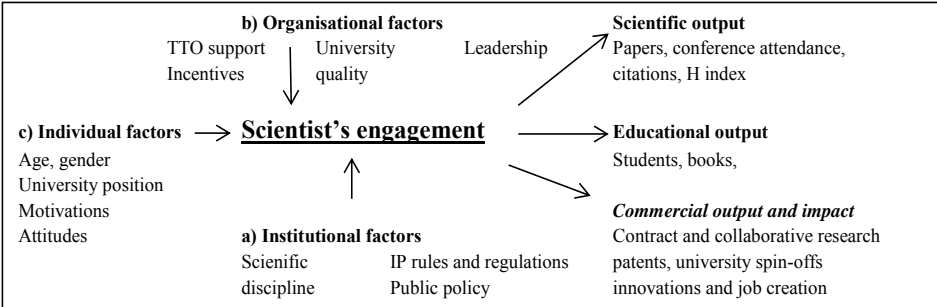 b) Organisational factors
TTO support University Leadership
Incentives quality
Scientific output
Papers, conference attendance,
citations, H index
c) Individual factors
Age, gender
University position
Motivations
Attitudes
Scientist's engagement
Educational output
Students, books,
a) Institutional factors
Scienific IP rules and regulations
discipline Public policy
Commercial output and impact
Contract and collaborative research
patents, university spin-offs
innovations and job creation